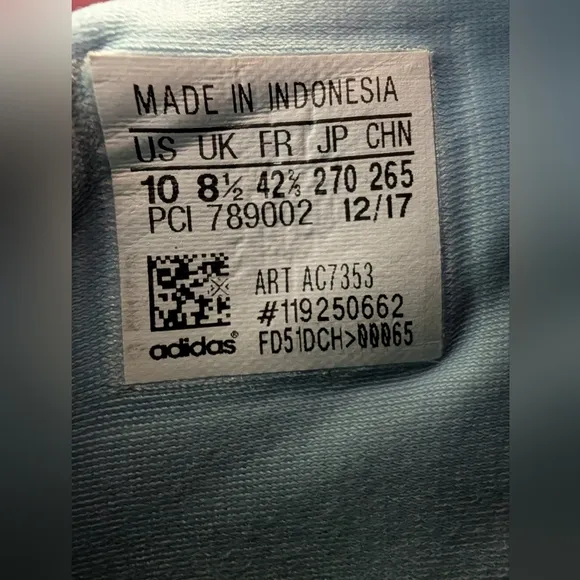 MADE IN INDONESIA
US UK FR JP CHN
10 8½ 42⅔ 270 265
PCI 789002 12/17
ART AC7353
#119250662
adidas® FD51DCH>00065